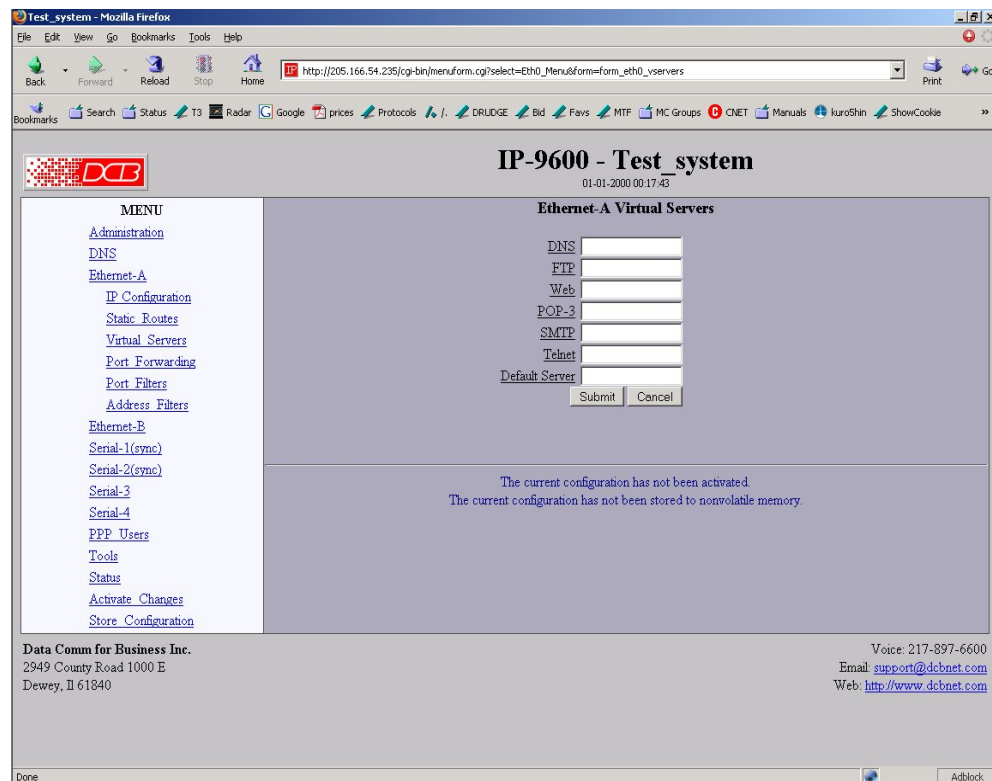 Test_system - Mozilla Firefox
File Edit View Go Bookmarks Tools Help
Back Forward Reload Stop Home
http://205.166.54.235/cgi-bin/menuform.cgi?select=Eth0_Menu&form=form_eth0_vservers
Print Go
Bookmarks Search Status T3 Radar Google prices Protocols /. DRUDGE Bid Favs MTF MC Groups CNET Manuals kuro5hin ShowCookie »
DCB
IP-9600 - Test_system
01-01-2000 00:17:43
MENU
Administration
DNS
Ethernet-A
IP Configuration
Static Routes
Virtual Servers
Port Forwarding
Port Filters
Address Filters
Ethernet-B
Serial-1(sync)
Serial-2(sync)
Serial-3
Serial-4
PPP Users
Tools
Status
Activate Changes
Store Configuration
Ethernet-A Virtual Servers
DNS
FTP
Web
POP-3
SMTP
Telnet
Default Server
Submit Cancel
The current configuration has not been activated.
The current configuration has not been stored to nonvolatile memory.
Data Comm for Business Inc.
2949 County Road 1000 E
Dewey, Il 61840
Voice: 217-897-6600
Email: support@dcbnet.com
Web: http://www.dcbnet.com
Done
Adblock